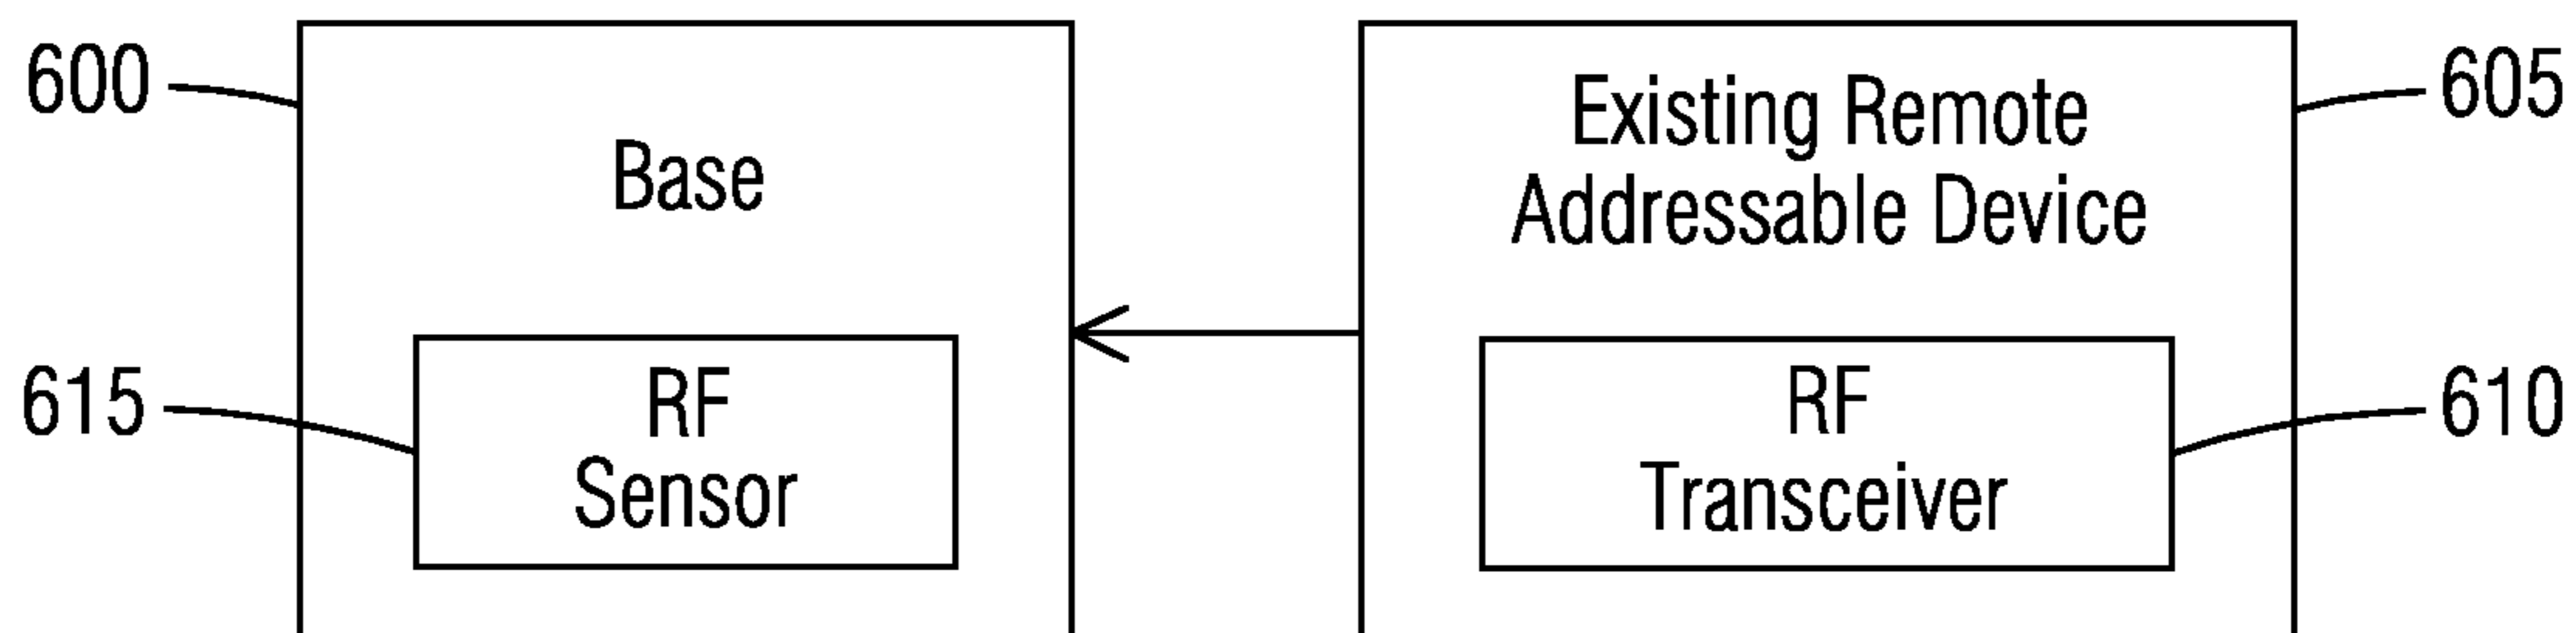 600
Base
615
RF
Sensor
Existing Remote
Addressable Device
605
RF
Transceiver
610